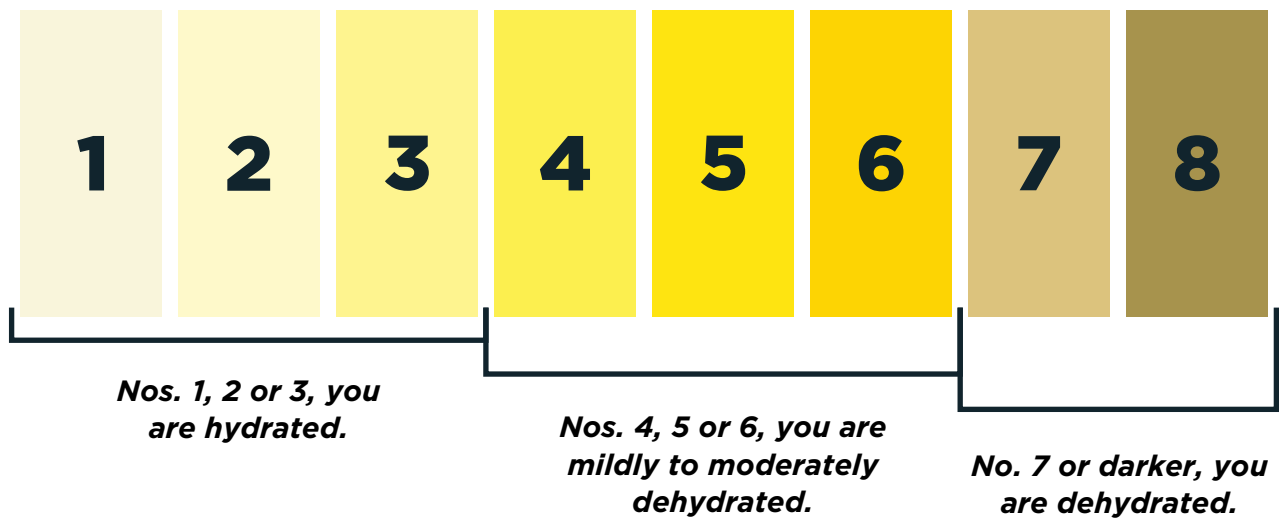 1 2 3 4 5 6 7 8
Nos. 1, 2 or 3, you
are hydrated.
Nos. 4, 5 or 6, you are
mildly to moderately
dehydrated.
No. 7 or darker, you
are dehydrated.